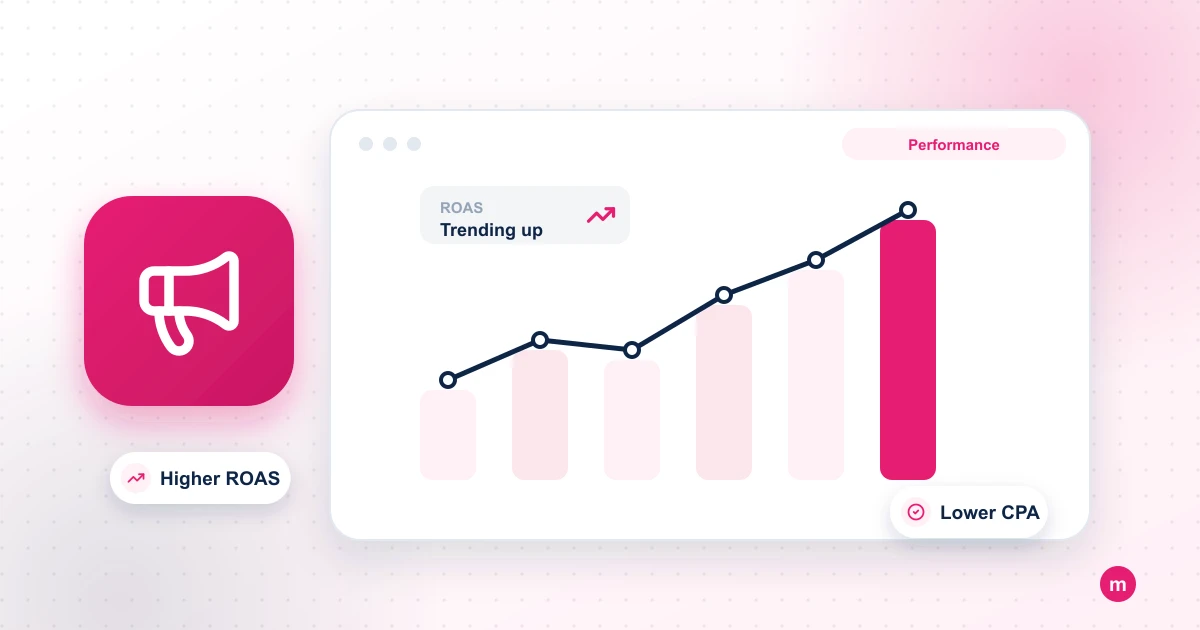 Performance
ROAS
Trending up
Higher ROAS
Lower CPA
m